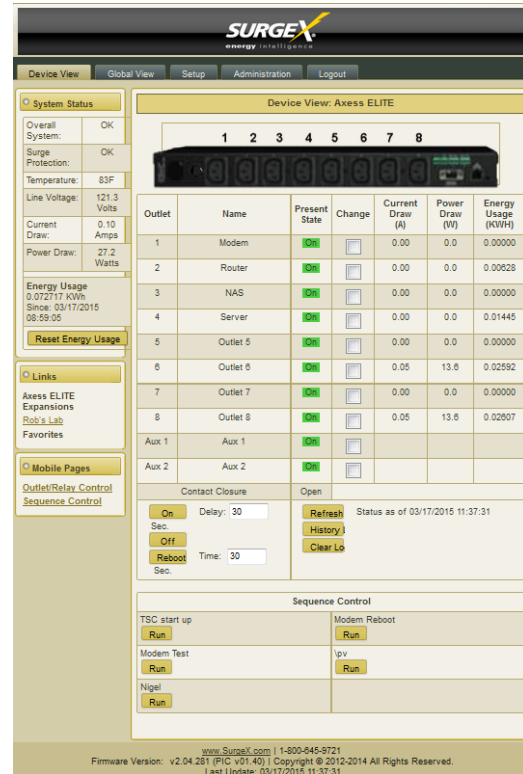 SURGEX
energy intelligence
Device View Global View Setup Administration Logout
System Status
Overall System: OK
Surge Protection: OK
Temperature: 83F
Line Voltage: 121.3 Volts
Current Draw: 0.10 Amps
Power Draw: 27.2 Watts
Energy Usage
0.072717 KWh
Since: 03/17/2015
08:59:05
Reset Energy Usage
Links
Axess ELITE
Expansions
Rob's Lab
Favorites
Mobile Pages
Outlet/Relay Control
Sequence Control
Device View: Axess ELITE
1 2 3 4 5 6 7 8
Outlet Name Present State Change Current Draw (A) Power Draw (W) Energy Usage (KWH)
1 Modem On 0.00 0.0 0.00000
2 Router On 0.00 0.0 0.00628
3 NAS On 0.00 0.0 0.00000
4 Server On 0.00 0.0 0.01445
5 Outlet 5 On 0.00 0.0 0.00000
6 Outlet 6 On 0.05 13.6 0.02592
7 Outlet 7 On 0.00 0.0 0.00000
8 Outlet 8 On 0.05 13.6 0.02607
Aux 1 Aux 1 On
Aux 2 Aux 2 On
Contact Closure Open
On Delay: 30
Sec.
Off
Reboot Time: 30
Sec.
Refresh Status as of 03/17/2015 11:37:31
History
Clear Lo
Sequence Control
TSC start up
Run
Modem Reboot
Run
Modem Test
Run
\pv
Run
Nigel
Run
www.SurgeX.com | 1-800-645-9721
Firmware Version: v2.04.281 (PIC v01.40) | Copyright © 2012-2014 All Rights Reserved.
Last Update: 03/17/2015 11:37:31